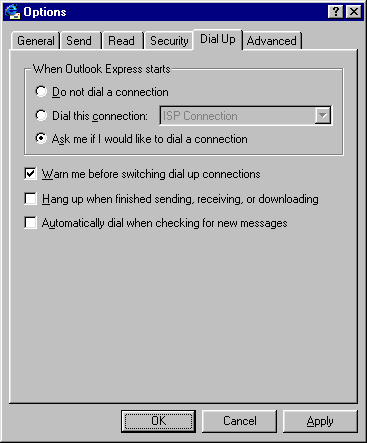 Options
General Send Read Security Dial Up Advanced
When Outlook Express starts
Do not dial a connection
Dial this connection: ISP Connection
Ask me if I would like to dial a connection
Warn me before switching dial up connections
Hang up when finished sending, receiving, or downloading
Automatically dial when checking for new messages
OK Cancel Apply